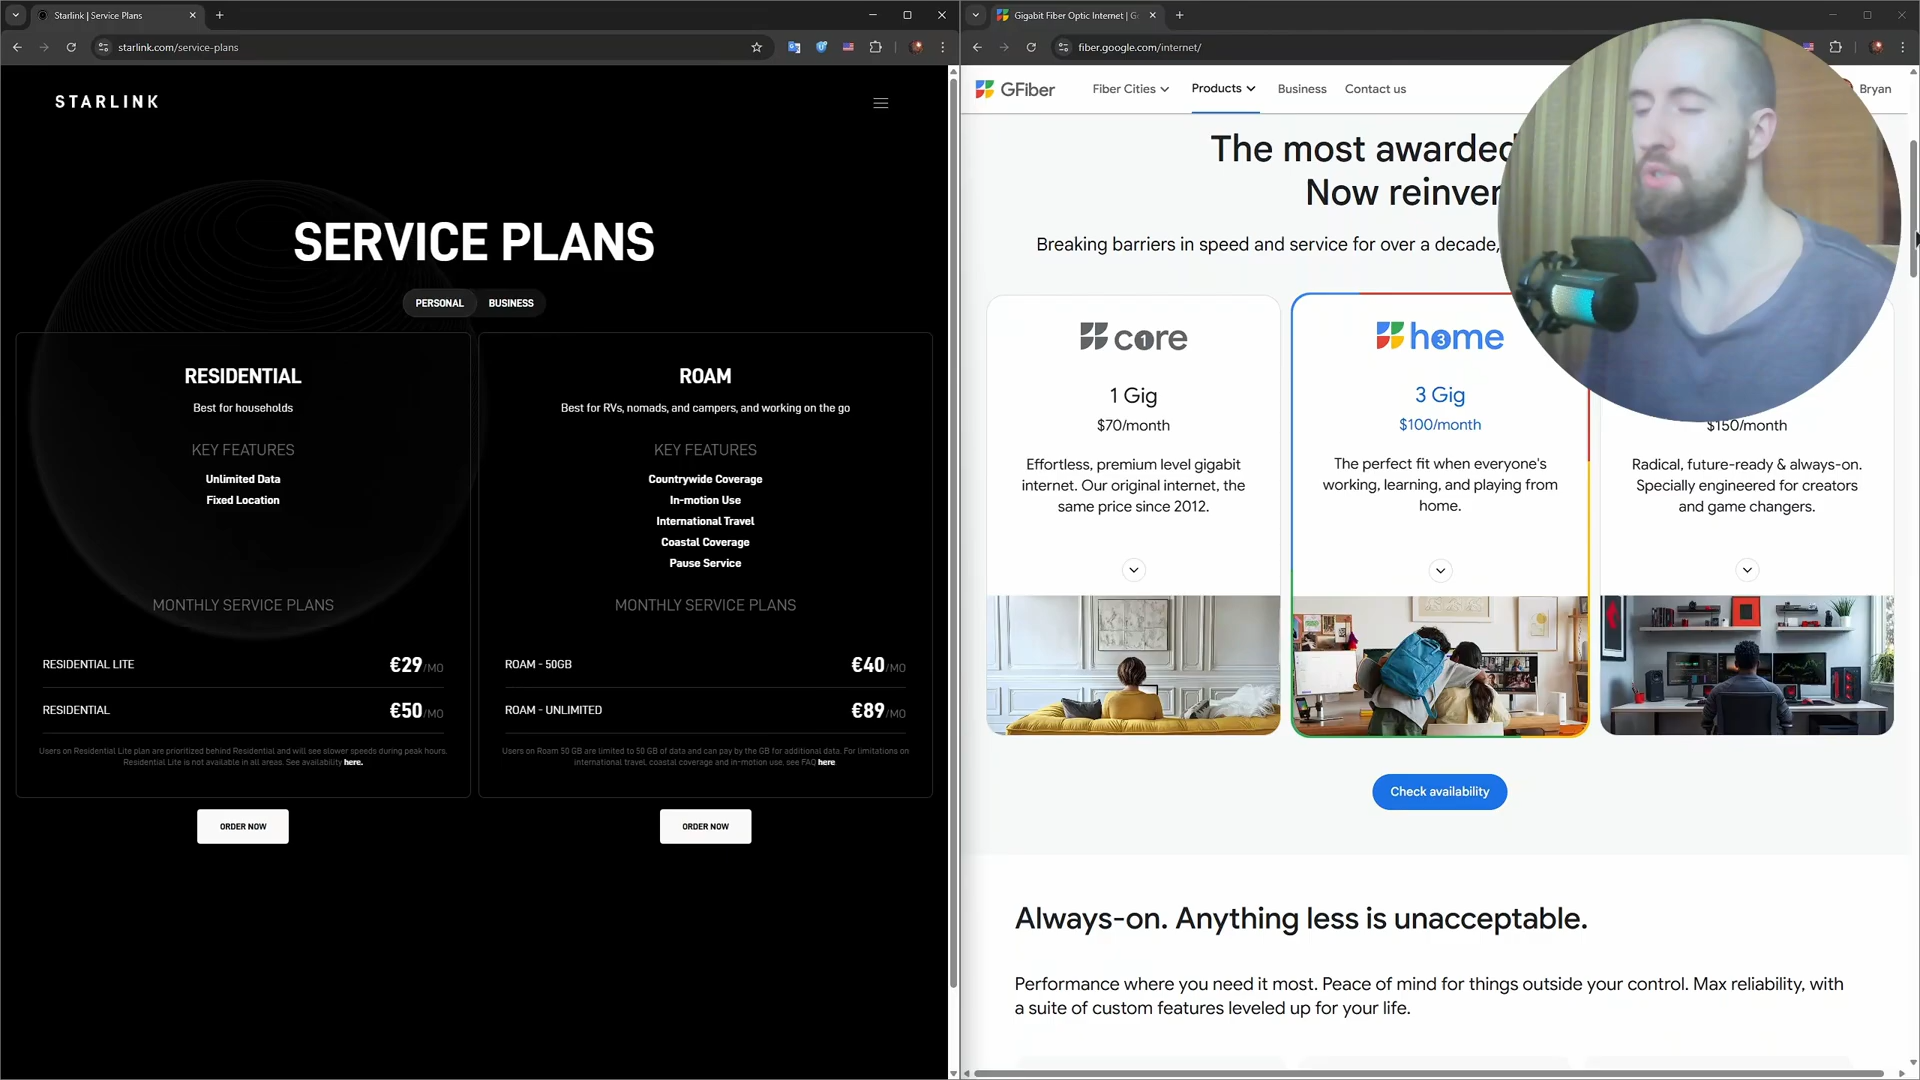 Starlink | Service Plans
starlink.com/service-plans
STARLINK
SERVICE PLANS
PERSONAL
BUSINESS
RESIDENTIAL
Best for households
KEY FEATURES
Unlimited Data
Fixed Location
MONTHLY SERVICE PLANS
RESIDENTIAL LITE €29/MO
RESIDENTIAL €50/MO
Users on Residential Lite plan are prioritized behind Residential and will see slower speeds during peak hours.
Residential Lite is not available in all areas. See availability here.
ORDER NOW
ROAM
Best for RVs, nomads, and campers, and working on the go
KEY FEATURES
Countrywide Coverage
In-motion Use
International Travel
Coastal Coverage
Pause Service
MONTHLY SERVICE PLANS
ROAM - 50GB €40/MO
ROAM - UNLIMITED €89/MO
Users on Roam 50 GB are limited to 50 GB of data and can pay by the GB for additional data. For limitations on
international travel, coastal coverage and in-motion use, see FAQ here
ORDER NOW
Gigabit Fiber Optic Internet |
fiber.google.com/internet/
GFiber
Fiber Cities
Products
Business
Contact us
Bryan
The most awarded
Now reinven
Breaking barriers in speed and service for over a decade,
core 1
1 Gig
$70/month
Effortless, premium level gigabit
internet. Our original internet, the
same price since 2012.
home 3
3 Gig
$100/month
The perfect fit when everyone's
working, learning, and playing from
home.
$150/month
Radical, future-ready & always-on.
Specially engineered for creators
and game changers.
Check availability
Always-on. Anything less is unacceptable.
Performance where you need it most. Peace of mind for things outside your control. Max reliability, with
a suite of custom features leveled up for your life.